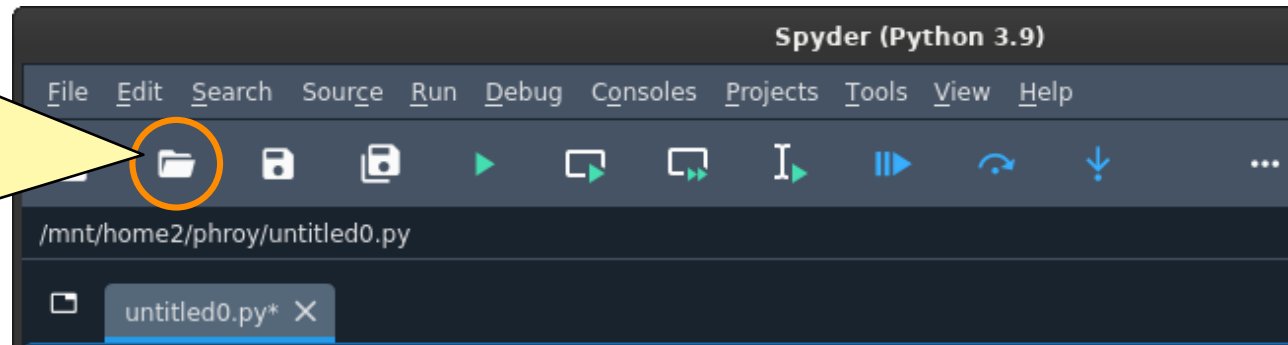 Spyder (Python 3.9)
File Edit Search Source Run Debug Consoles Projects Tools View Help
/mnt/home2/phroy/untitled0.py
untitled0.py*